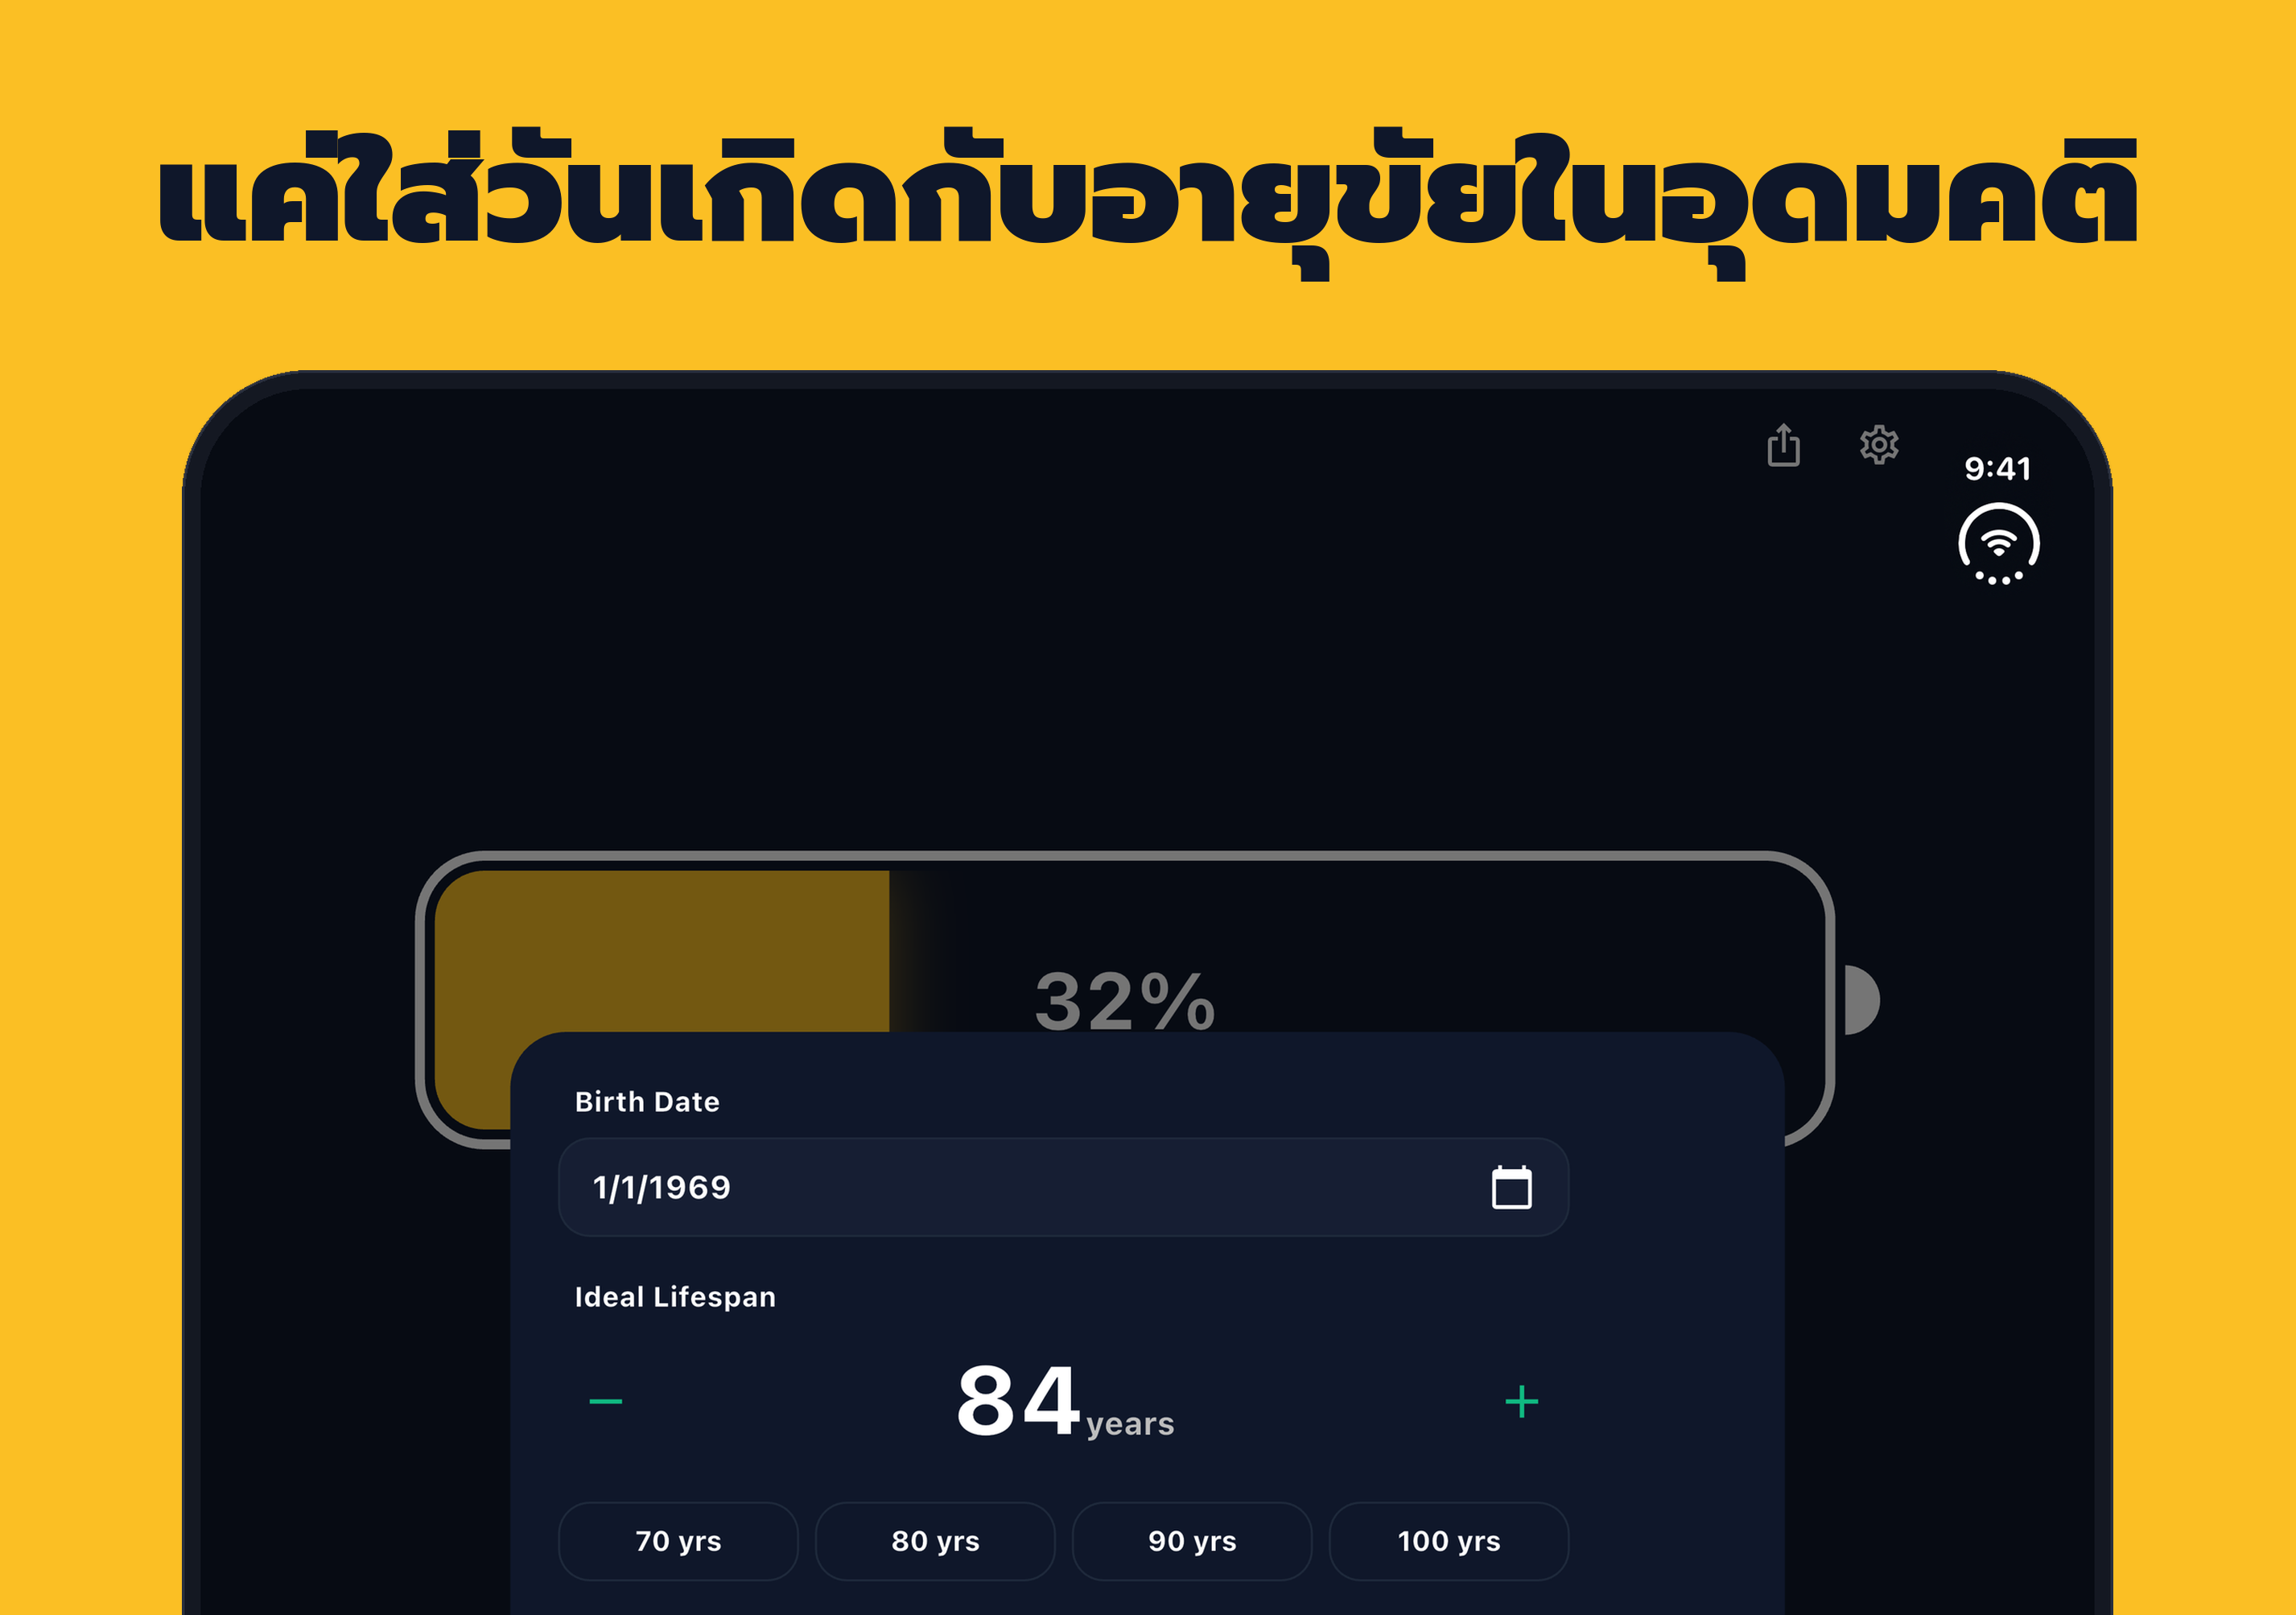 แค่ใส่วันเกิดกับอายุขัยในอุดมคติ
9:41
32%
Birth Date
1/1/1969
Ideal Lifespan
84 years
70 yrs 80 yrs 90 yrs 100 yrs